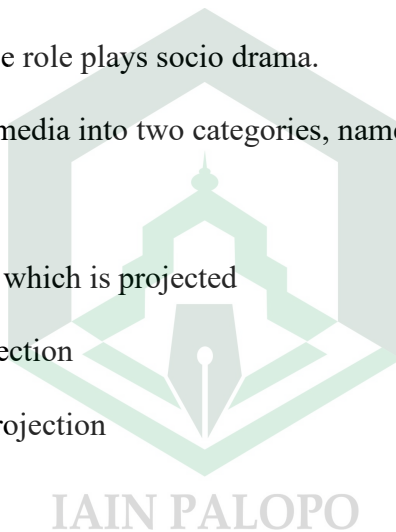 e role plays socio drama.
media into two categories, name
which is projected
ection
rojection
IAIN PALOPO